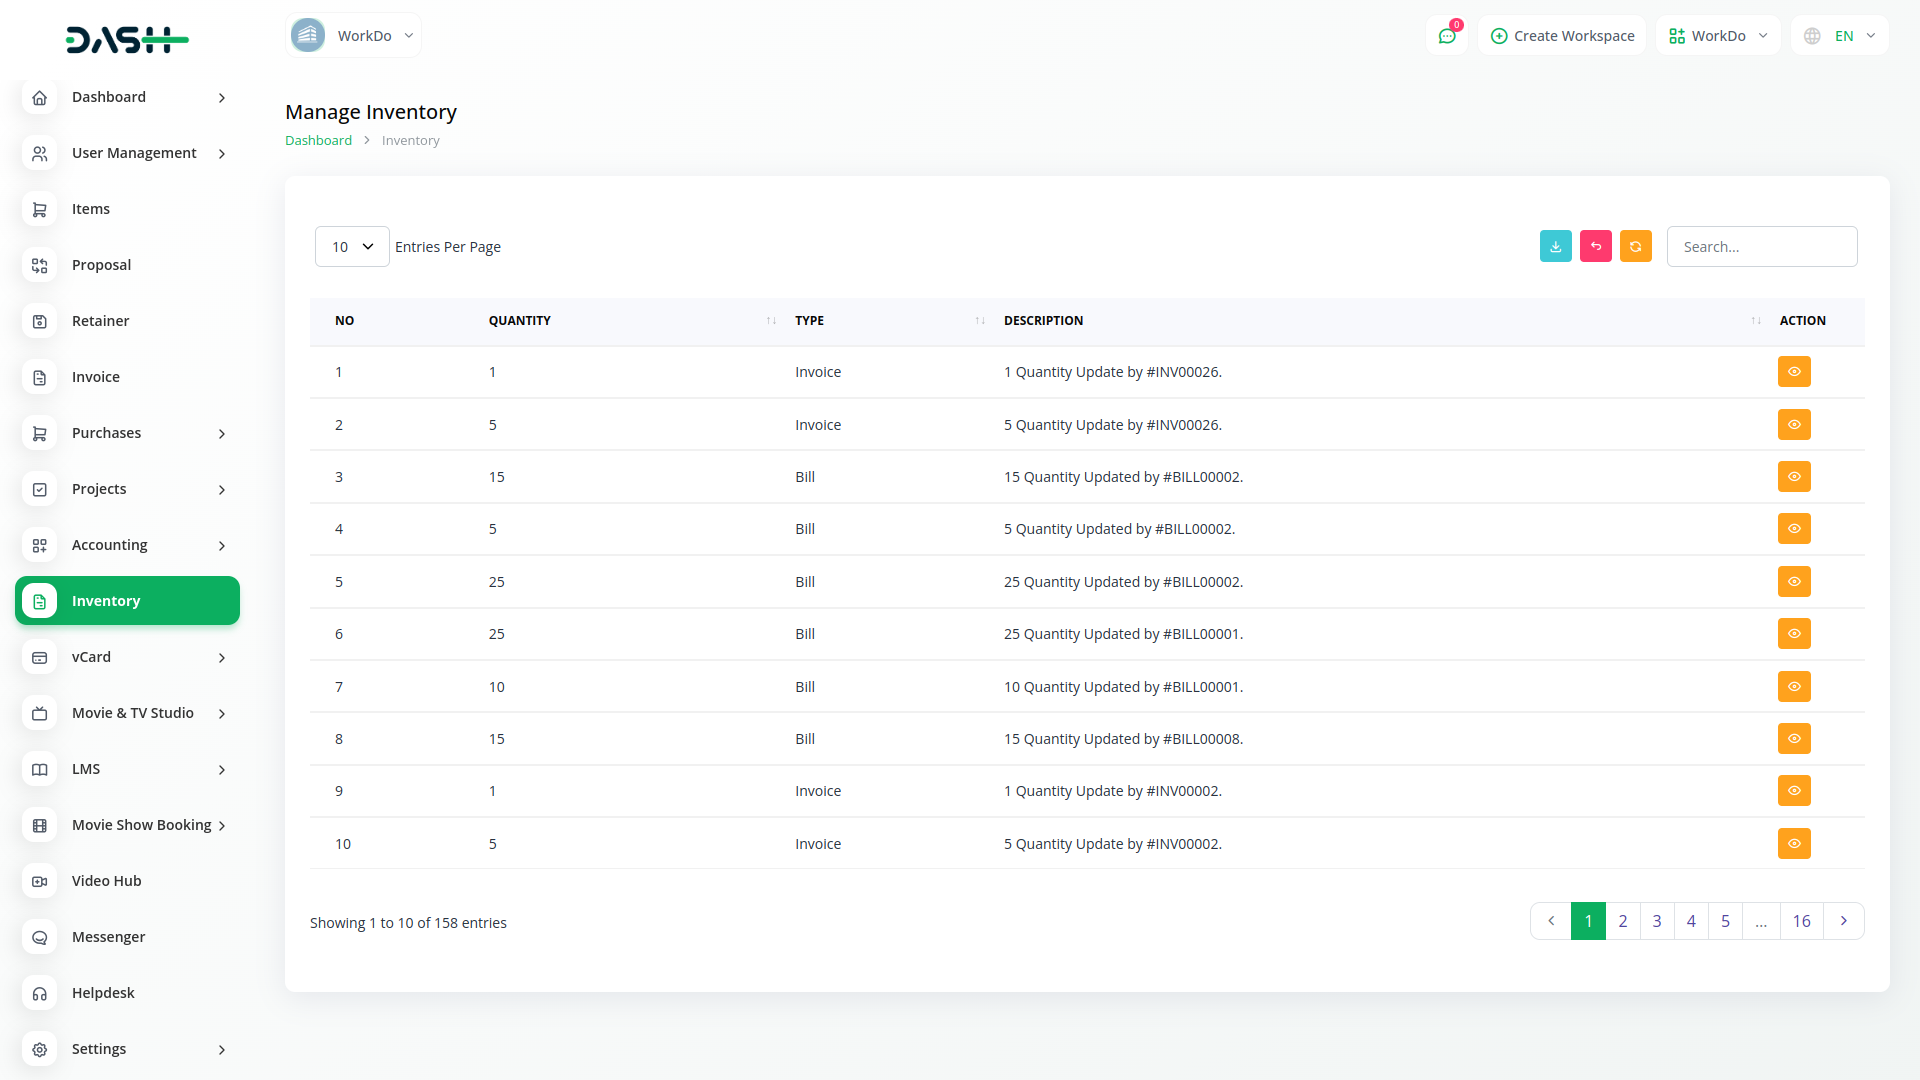 DASH
WorkDo
0
Create Workspace
WorkDo
EN
Dashboard
User Management
Items
Proposal
Retainer
Invoice
Purchases
Projects
Accounting
Inventory
vCard
Movie & TV Studio
LMS
Movie Show Booking
Video Hub
Messenger
Helpdesk
Settings
Manage Inventory
Dashboard > Inventory
10 Entries Per Page
Search...
NO QUANTITY ↑↓ TYPE ↑↓ DESCRIPTION ↑↓ ACTION
1 1 Invoice 1 Quantity Update by #INV00026.
2 5 Invoice 5 Quantity Update by #INV00026.
3 15 Bill 15 Quantity Updated by #BILL00002.
4 5 Bill 5 Quantity Updated by #BILL00002.
5 25 Bill 25 Quantity Updated by #BILL00002.
6 25 Bill 25 Quantity Updated by #BILL00001.
7 10 Bill 10 Quantity Updated by #BILL00001.
8 15 Bill 15 Quantity Updated by #BILL00008.
9 1 Invoice 1 Quantity Update by #INV00002.
10 5 Invoice 5 Quantity Update by #INV00002.
Showing 1 to 10 of 158 entries
‹ 1 2 3 4 5 ... 16 ›